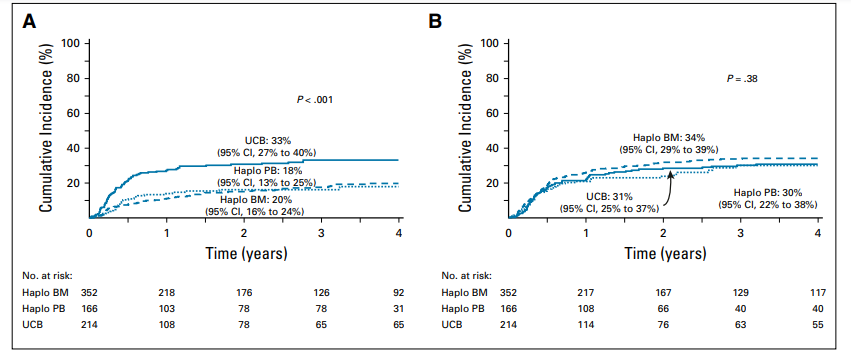 A
Cumulative Incidence (%)
100
80
60
40
20
P < .001
UCB: 33%
(95% CI, 27% to 40%)
Haplo PB: 18%
(95% CI, 13% to 25%)
Haplo BM: 20%
(95% CI, 16% to 24%)
0 1 2 3 4
Time (years)
No. at risk:
Haplo BM 352 218 176 126 92
Haplo PB 166 103 78 78 31
UCB 214 108 78 65 65
B
Cumulative Incidence (%)
100
80
60
40
20
P = .38
Haplo BM: 34%
(95% CI, 29% to 39%)
UCB: 31%
(95% CI, 25% to 37%)
Haplo PB: 30%
(95% CI, 22% to 38%)
0 1 2 3 4
Time (years)
No. at risk:
Haplo BM 352 217 167 129 117
Haplo PB 166 108 66 40 40
UCB 214 114 76 63 55